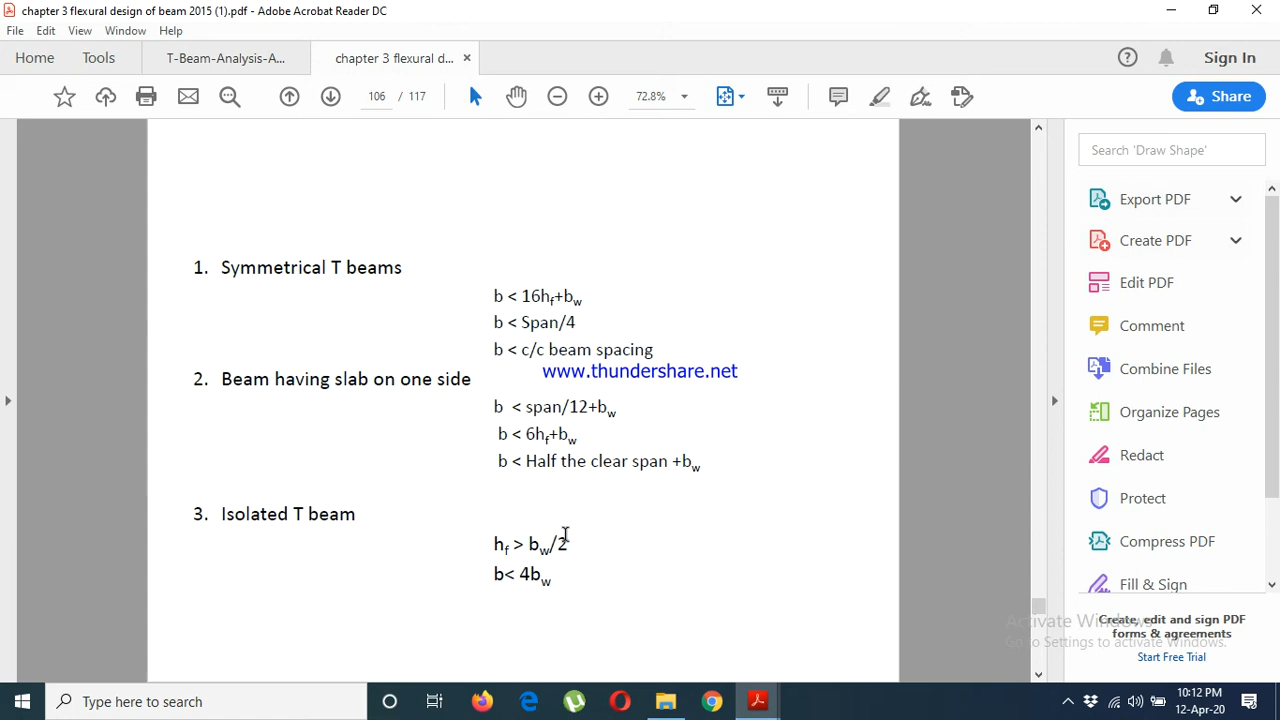 chapter 3 flexural design of beam 2015 (1).pdf - Adobe Acrobat Reader DC
File Edit View Window Help
Home Tools T-Beam-Analysis-A... chapter 3 flexural d... ×
Sign In
106 / 117 72.8% Share
Search 'Draw Shape'
Export PDF
Create PDF
Edit PDF
Comment
Combine Files
Organize Pages
Redact
Protect
Compress PDF
Fill & Sign
Create, edit and sign PDF
forms & agreements
Start Free Trial
1. Symmetrical T beams
b < 16hf+bw
b < Span/4
b < c/c beam spacing
www.thundershare.net
2. Beam having slab on one side
b < span/12+bw
b < 6hf+bw
b < Half the clear span +bw
3. Isolated T beam
hf > bw/2
b< 4bw
Activate Windows
Go to Settings to activate Windows.
Type here to search
10:12 PM
12-Apr-20